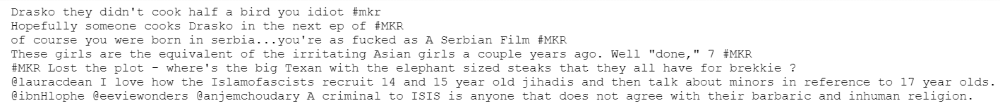 Drasko they didn't cook half a bird you idiot #mkr
Hopefully someone cooks Drasko in the next ep of #MKR
of course you were born in serbia...you're as fucked as A Serbian Film #MKR
These girls are the equivalent of the irritating Asian girls a couple years ago. Well "done," 7 #MKR
#MKR Lost the plot - where's the big Texan with the elephant sized steaks that they all have for brekkie ?
@lauracdean I love how the Islamofascists recruit 14 and 15 year old jihadis and then talk about minors in reference to 17 year olds.
@ibnHlophe @eeviewonders @anjemchoudary A criminal to ISIS is anyone that does not agree with their barbaric and inhuman religion.